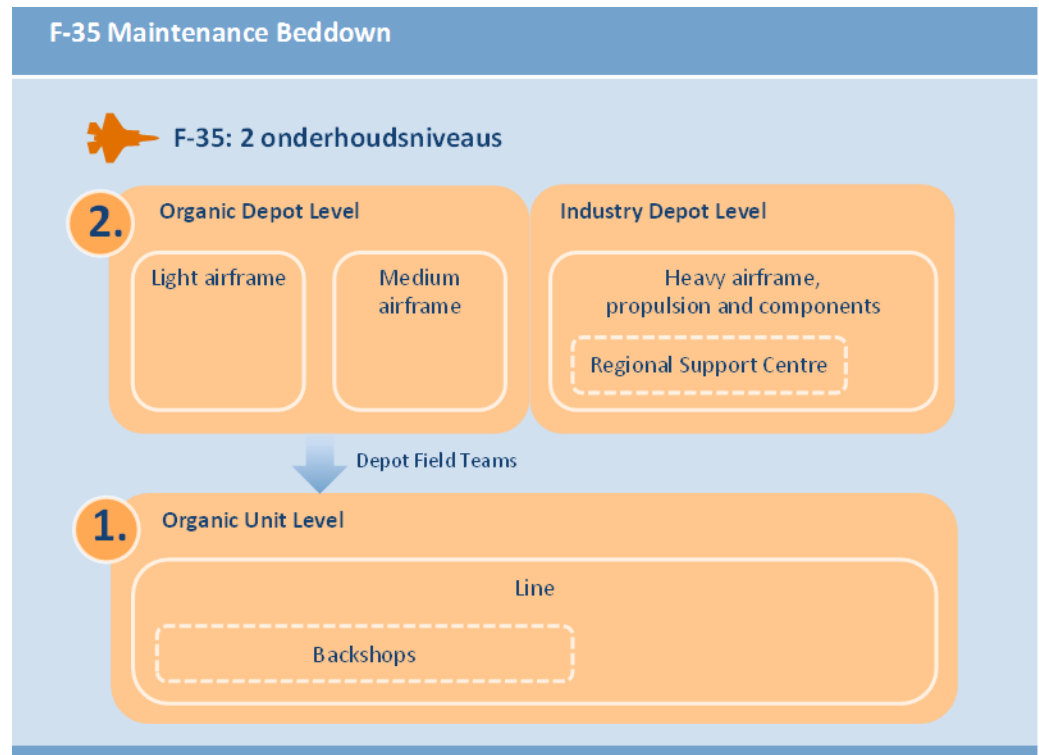 F-35 Maintenance Beddown
F-35: 2 onderhoudsniveaus
2.
Organic Depot Level
Industry Depot Level
Light airframe
Medium
airframe
Heavy airframe,
propulsion and components
Regional Support Centre
Depot Field Teams
1.
Organic Unit Level
Line
Backshops